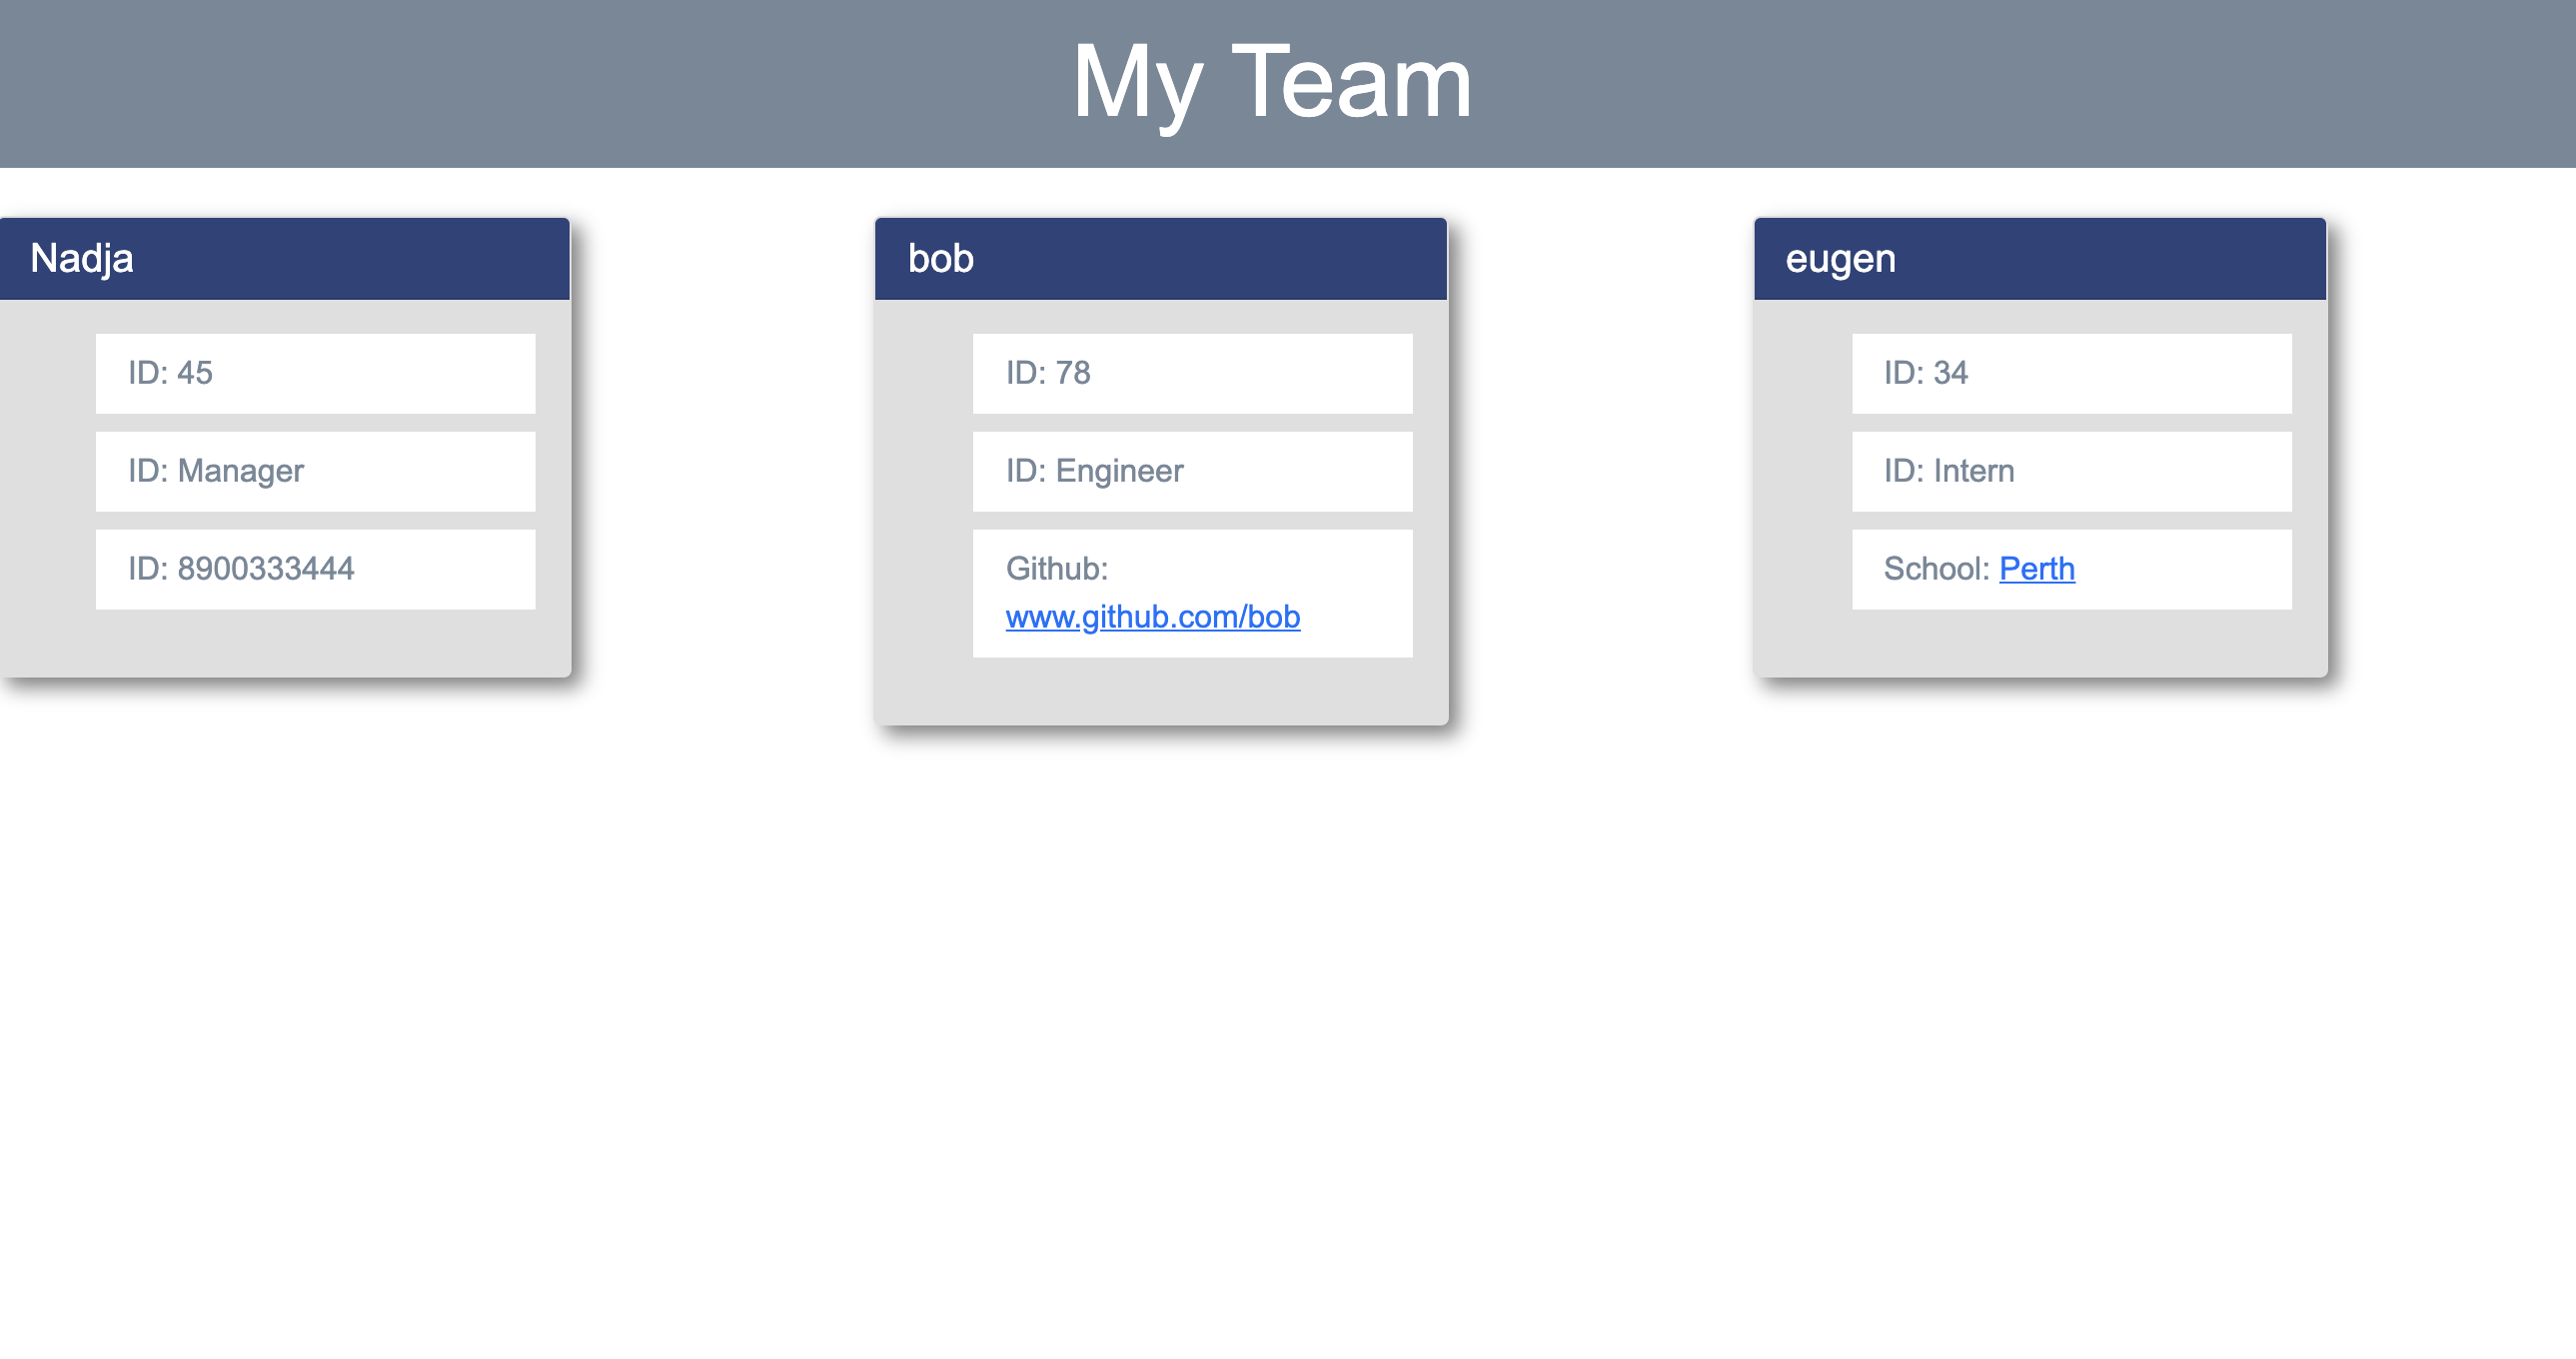 My Team
Nadja
ID: 45
ID: Manager
ID: 8900333444
bob
ID: 78
ID: Engineer
Github:
www.github.com/bob
eugen
ID: 34
ID: Intern
School: Perth